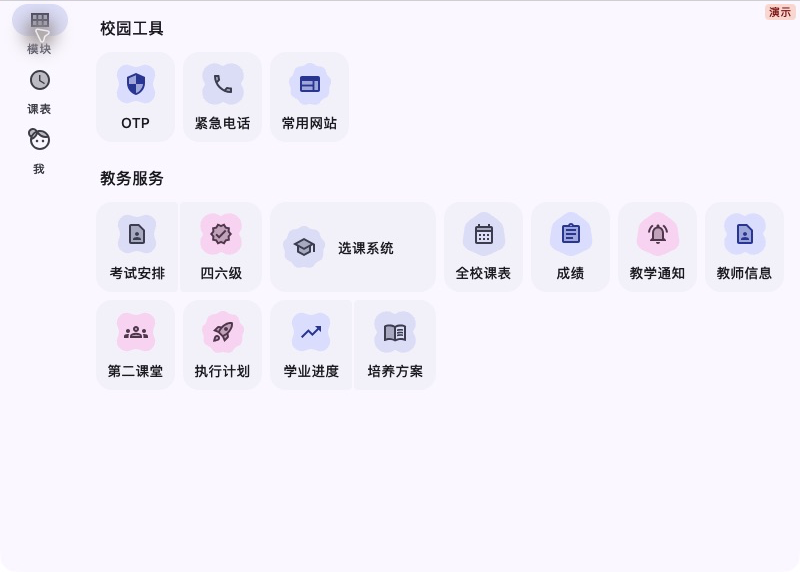 演示
模块
课表
我
校园工具
OTP
紧急电话
常用网站
教务服务
考试安排
四六级
选课系统
全校课表
成绩
教学通知
教师信息
第二课堂
执行计划
学业进度
培养方案